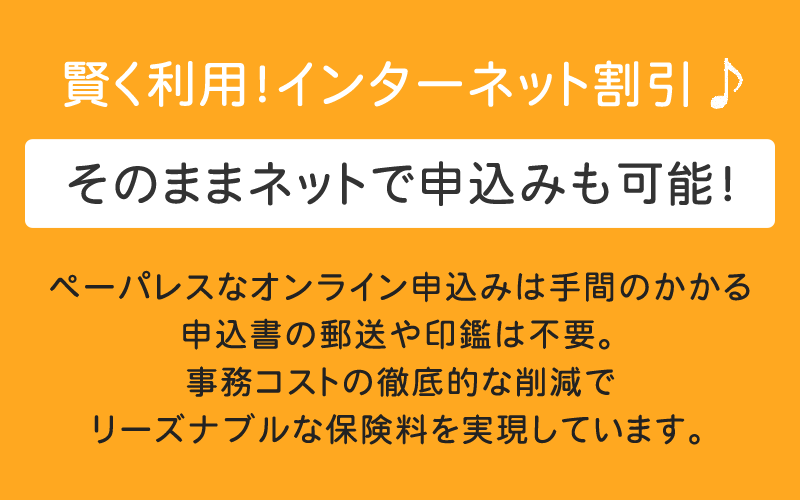 賢く利用!インターネット割引♪
そのままネットで申込みも可能!
ペーパレスなオンライン申込みは手間のかかる
申込書の郵送や印鑑は不要。
事務コストの徹底的な削減で
リーズナブルな保険料を実現しています。